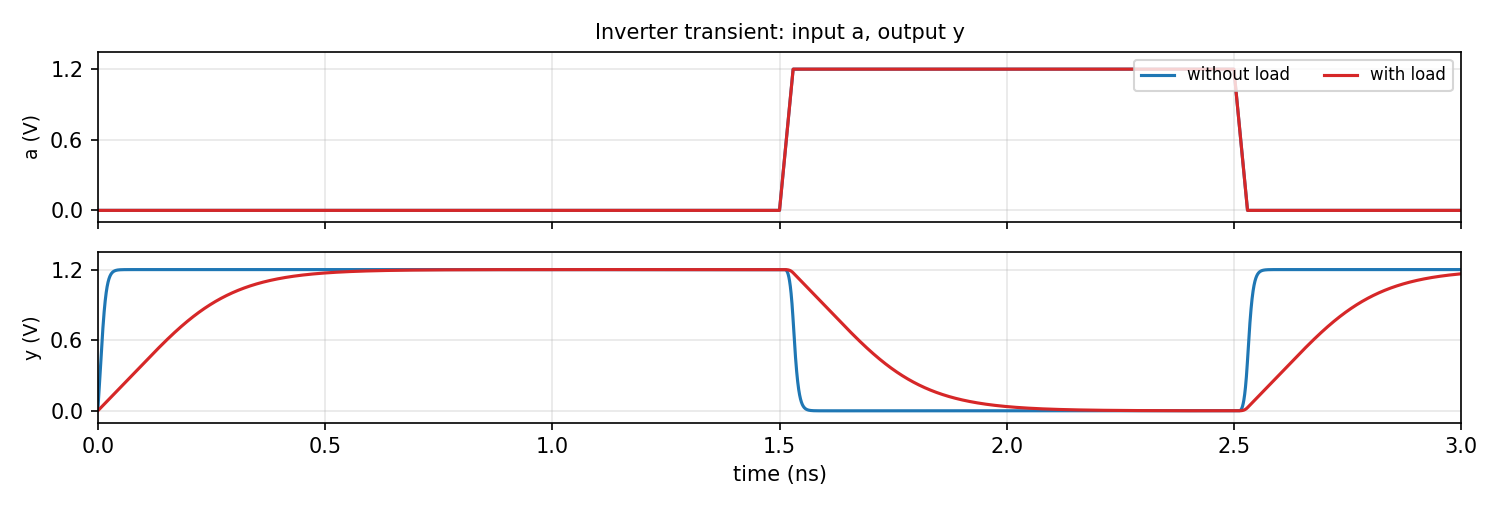 Inverter transient: input a, output y
without load
with load
a (V)
1.2
0.6
0.0
y (V)
1.2
0.6
0.0
0.0 0.5 1.0 1.5 2.0 2.5 3.0
time (ns)